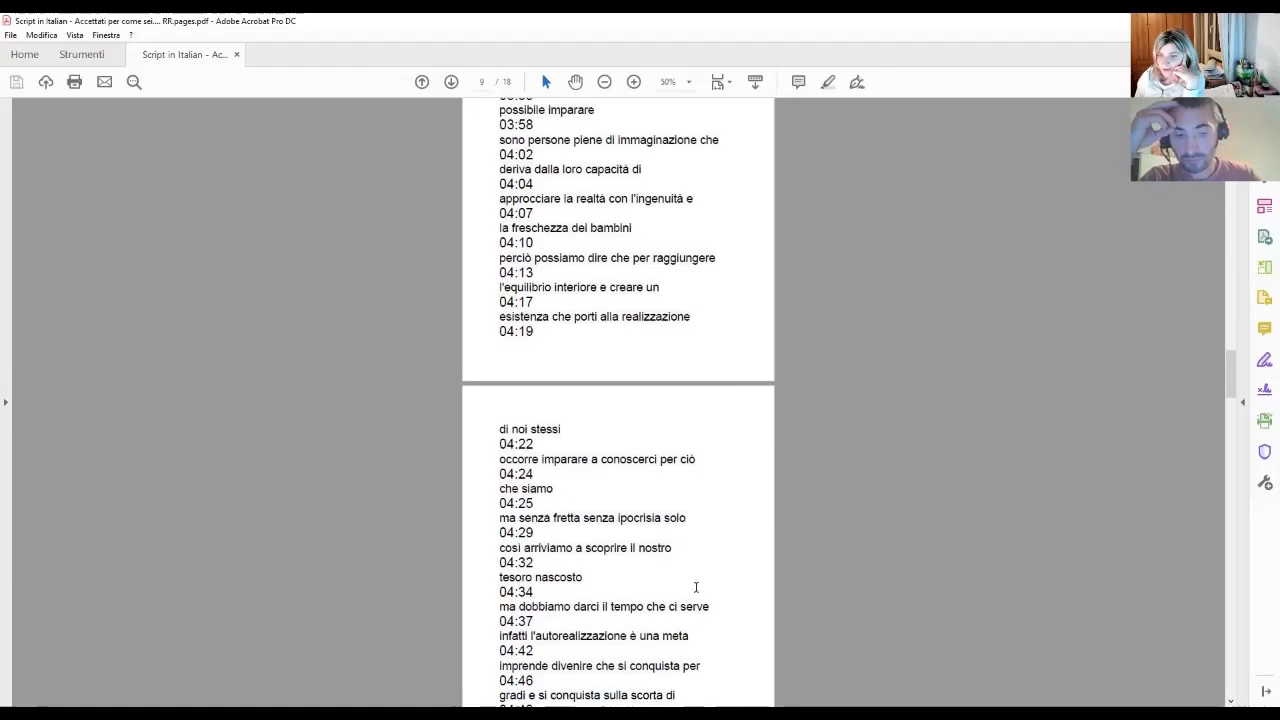 Script in Italian - Accettati per come sei.... RR.pages.pdf - Adobe Acrobat Pro DC
File Modifica Vista Finestra ?
Home Strumenti Script in Italian - Ac... ×
9 / 18 50%
possibile imparare
03:58
sono persone piene di immaginazione che
04:02
deriva dalla loro capacità di
04:04
approcciare la realtà con l'ingenuità e
04:07
la freschezza dei bambini
04:10
perciò possiamo dire che per raggiungere
04:13
l'equilibrio interiore e creare un
04:17
esistenza che porti alla realizzazione
04:19
di noi stessi
04:22
occorre imparare a conoscerci per ciò
04:24
che siamo
04:25
ma senza fretta senza ipocrisia solo
04:29
così arriviamo a scoprire il nostro
04:32
tesoro nascosto
04:34
ma dobbiamo darci il tempo che ci serve
04:37
infatti l'autorealizzazione è una meta
04:42
imprende divenire che si conquista per
04:46
gradi e si conquista sulla scorta di